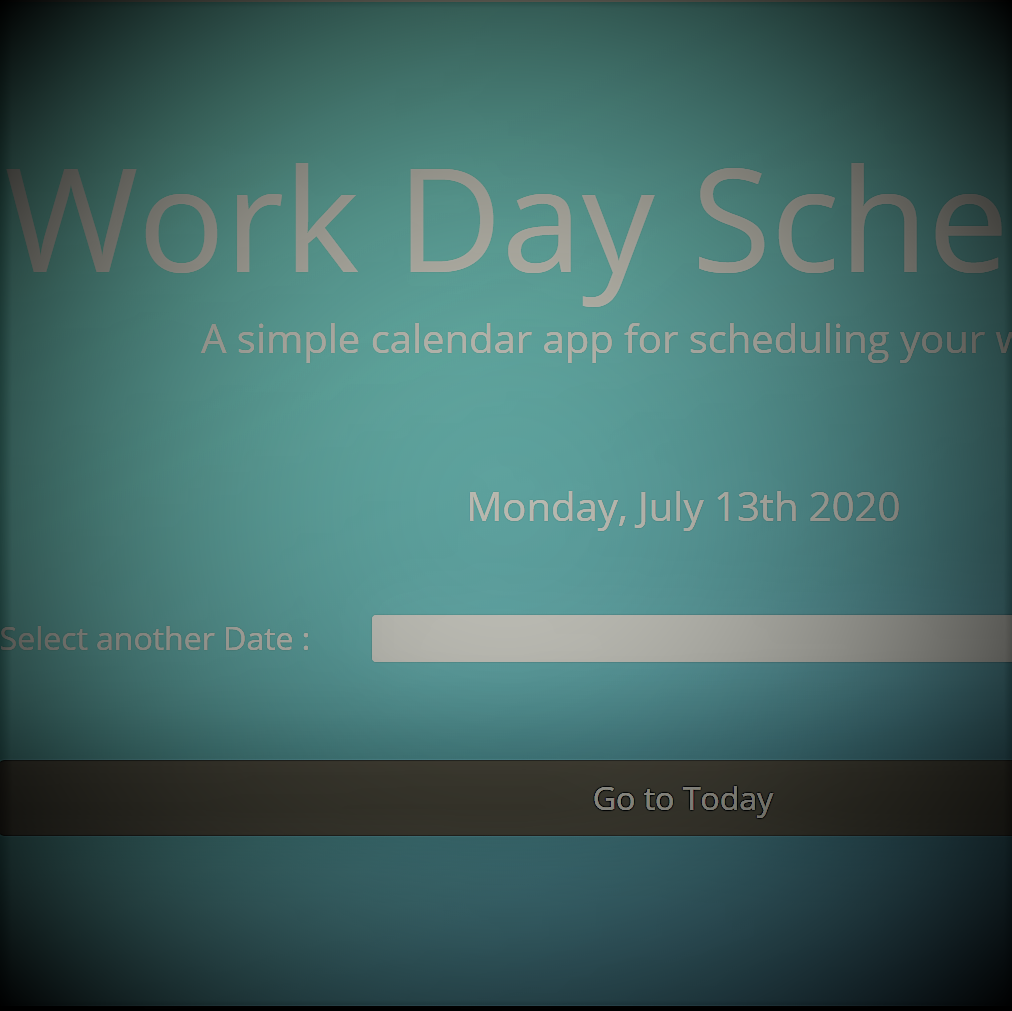 Work Day Sche
A simple calendar app for scheduling your w
Monday, July 13th 2020
Select another Date :
Go to Today